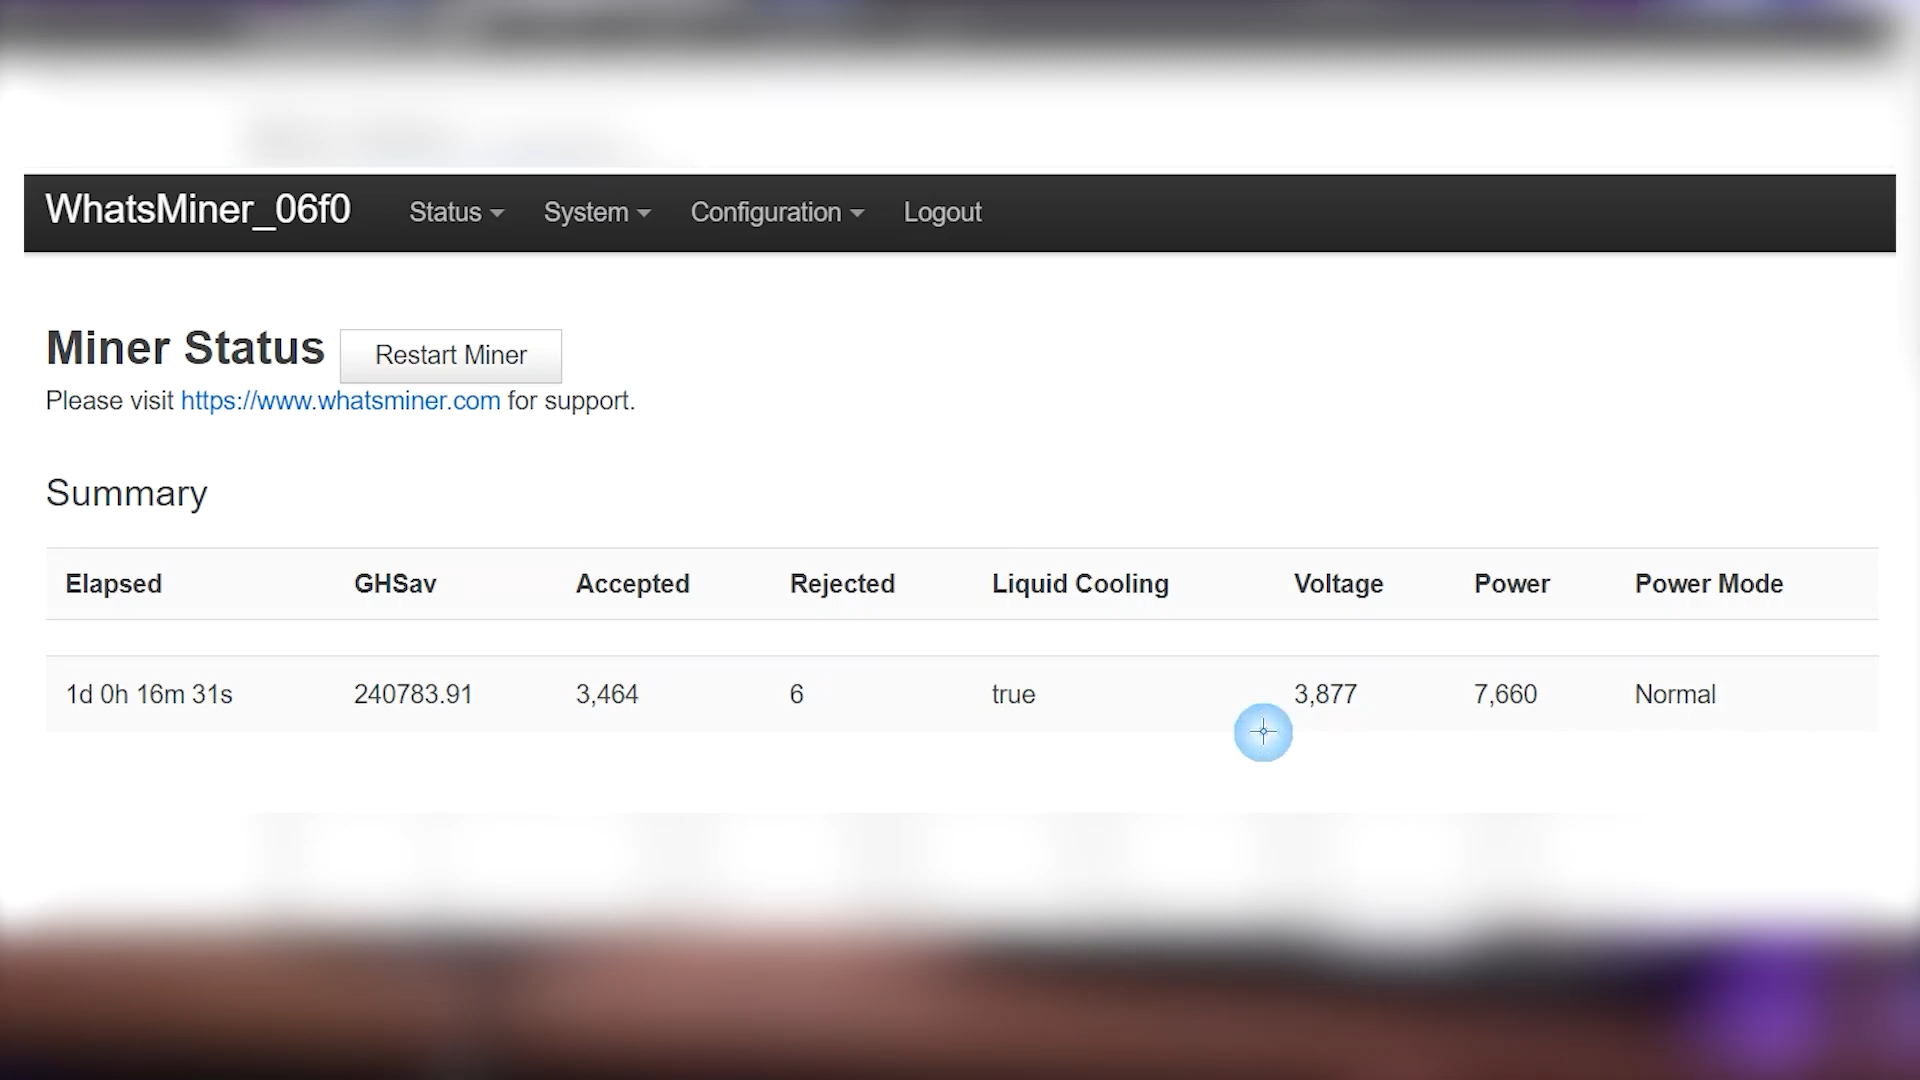 WhatsMiner_06f0 Status System Configuration Logout
Miner Status Restart Miner
Please visit https://www.whatsminer.com for support.
Summary
Elapsed GHSav Accepted Rejected Liquid Cooling Voltage Power Power Mode
1d 0h 16m 31s 240783.91 3,464 6 true 3,877 7,660 Normal